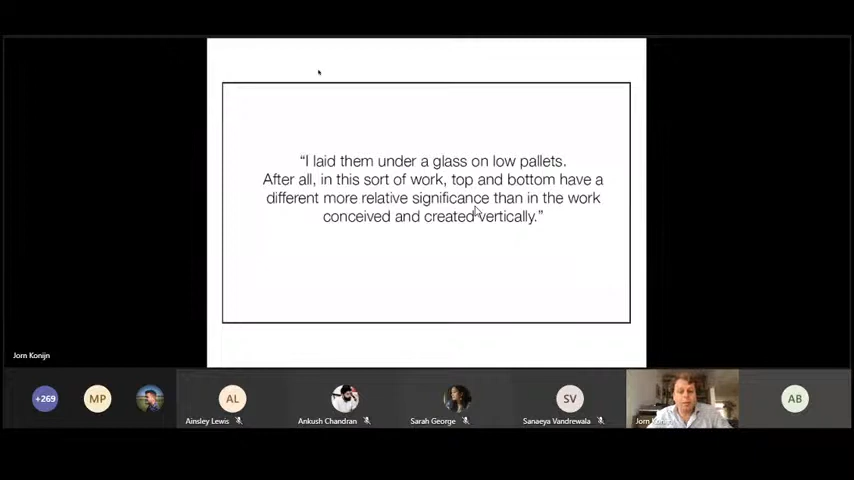 “I laid them under a glass on low pallets.
After all, in this sort of work, top and bottom have a
different more relative significance than in the work
conceived and created vertically.”
Jorn Konijn
+269
MP
AL
SV
AB
Ainsley Lewis
Ankush Chandran
Sarah George
Sanaeya Vandrewala
Jorn